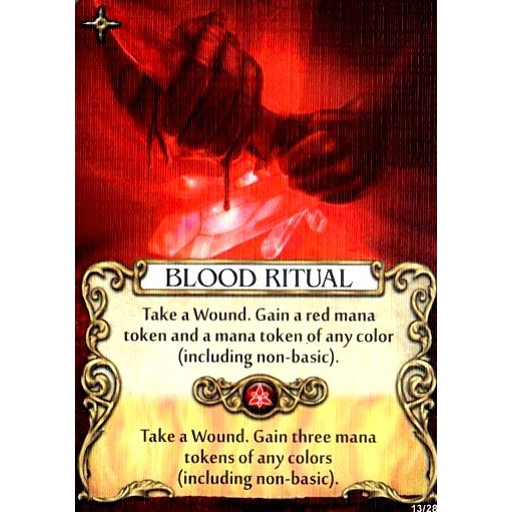 BLOOD RITUAL
Take a Wound. Gain a red mana
token and a mana token of any color
(including non-basic).
Take a Wound. Gain three mana
tokens of any colors
(including non-basic).
13/28